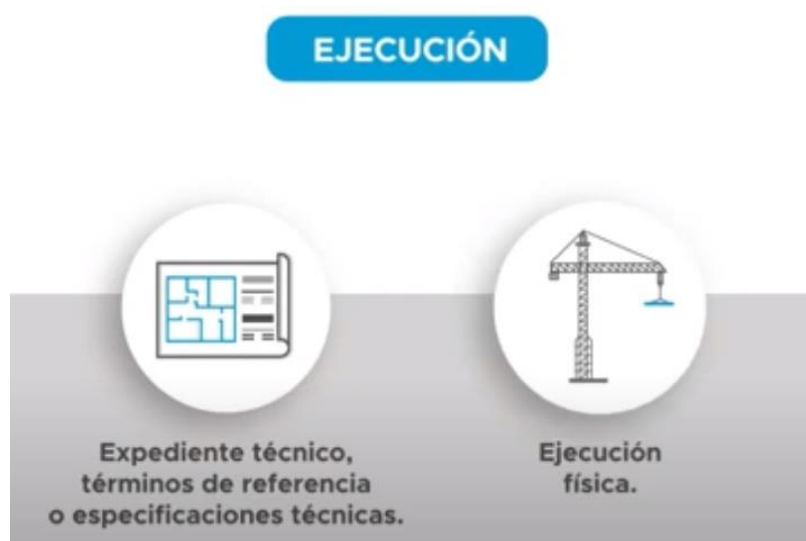 EJECUCIÓN
Expediente técnico,
términos de referencia
o especificaciones técnicas.
Ejecución
física.